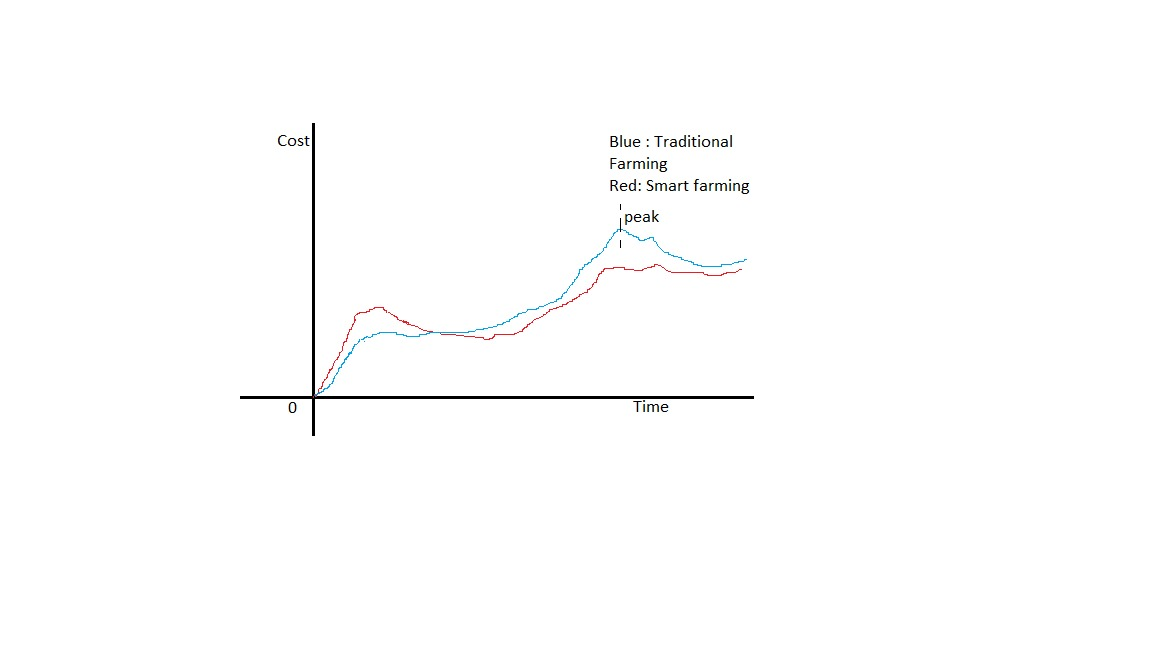 Cost
Blue : Traditional
Farming
Red: Smart farming
peak
0
Time